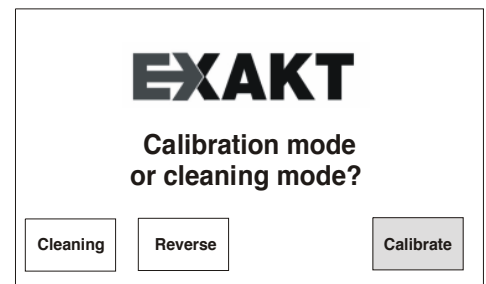 EXAKT
Calibration mode
or cleaning mode?
Cleaning Reverse Calibrate